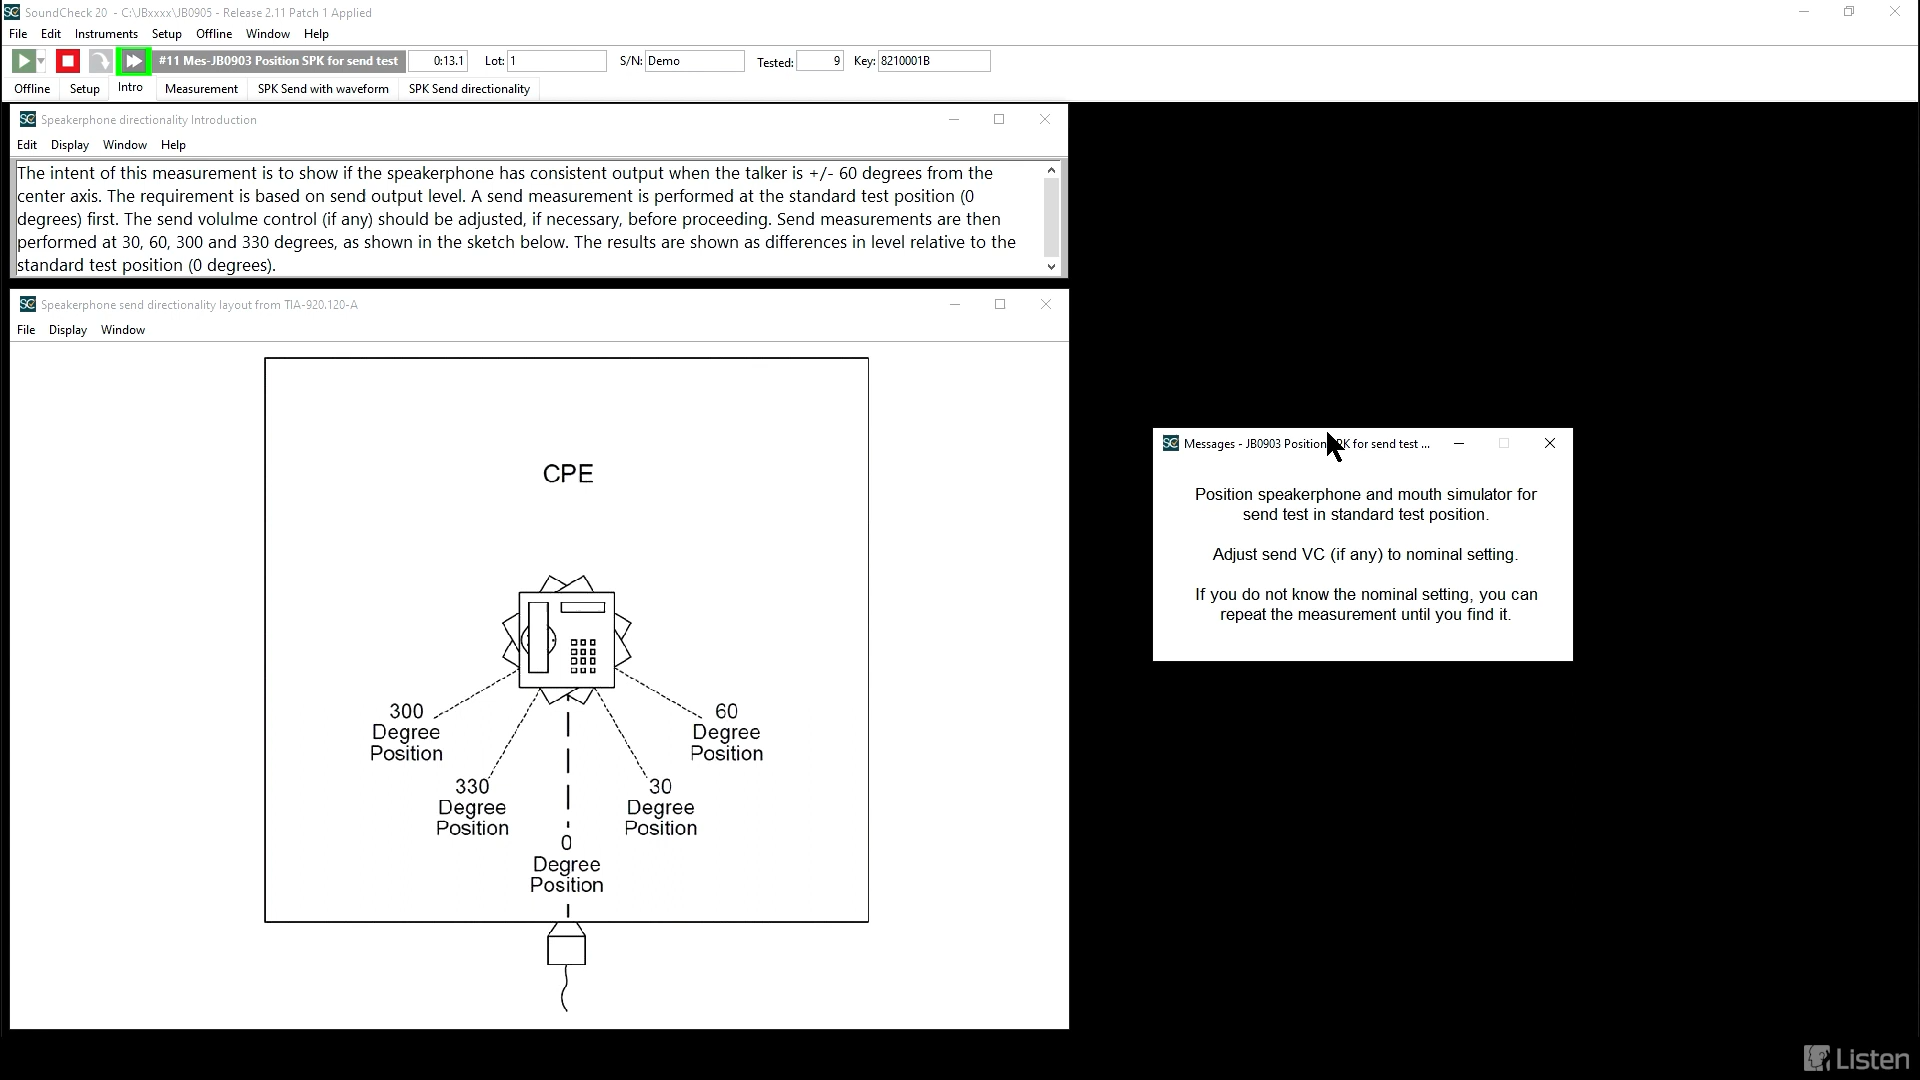 SoundCheck 20 - C:\JBxxxx\JB0905 - Release 2.11 Patch 1 Applied
File Edit Instruments Setup Offline Window Help
#11 Mes-JB0903 Position SPK for send test 0:13.1 Lot: 1 S/N: Demo Tested: 9 Key: 8210001B
Offline Setup Intro Measurement SPK Send with waveform SPK Send directionality
Speakerphone directionality Introduction
Edit Display Window Help
The intent of this measurement is to show if the speakerphone has consistent output when the talker is +/- 60 degrees from the
center axis. The requirement is based on send output level. A send measurement is performed at the standard test position (0
degrees) first. The send volulme control (if any) should be adjusted, if necessary, before proceeding. Send measurements are then
performed at 30, 60, 300 and 330 degrees, as shown in the sketch below. The results are shown as differences in level relative to the
standard test position (0 degrees).
Speakerphone send directionality layout from TIA-920.120-A
File Display Window
CPE
300
Degree
Position
60
Degree
Position
330
Degree
Position
30
Degree
Position
0
Degree
Position
Messages - JB0903 Position PK for send test ...
Position speakerphone and mouth simulator for
send test in standard test position.
Adjust send VC (if any) to nominal setting.
If you do not know the nominal setting, you can
repeat the measurement until you find it.
Listen